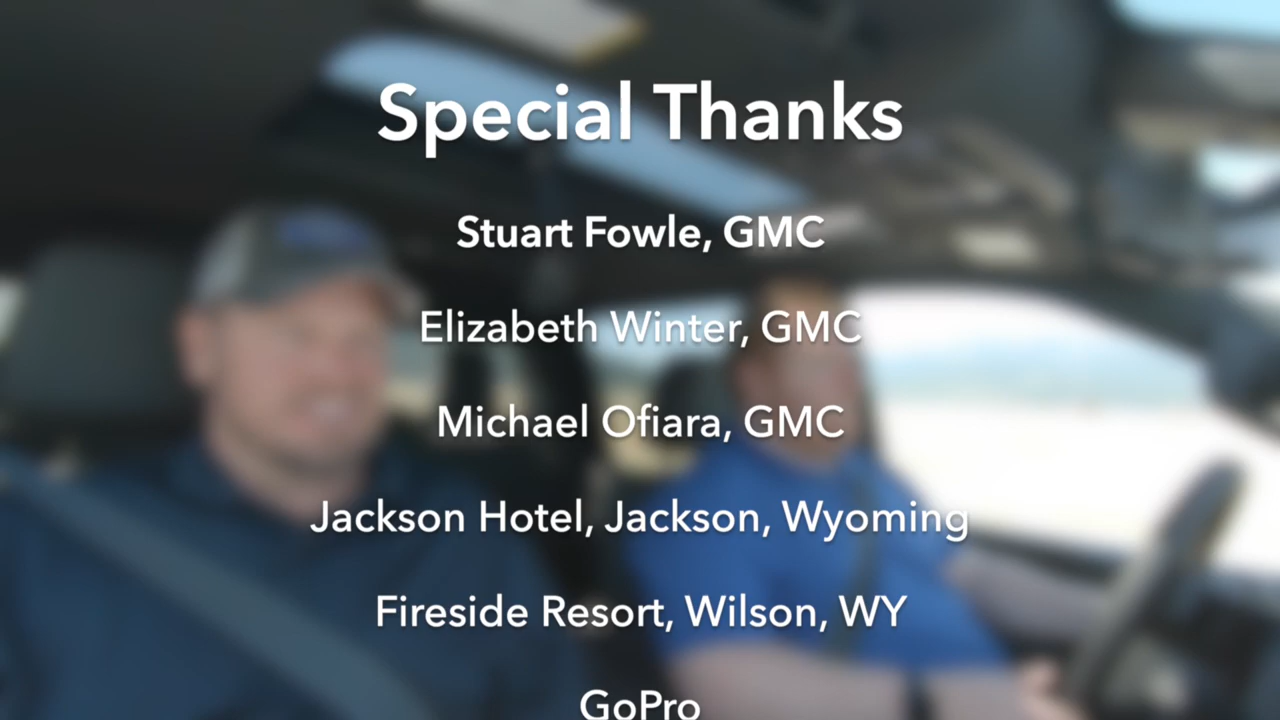 Special Thanks
Stuart Fowle, GMC
Elizabeth Winter, GMC
Michael Ofiara, GMC
Jackson Hotel, Jackson, Wyoming
Fireside Resort, Wilson, WY
GoPro